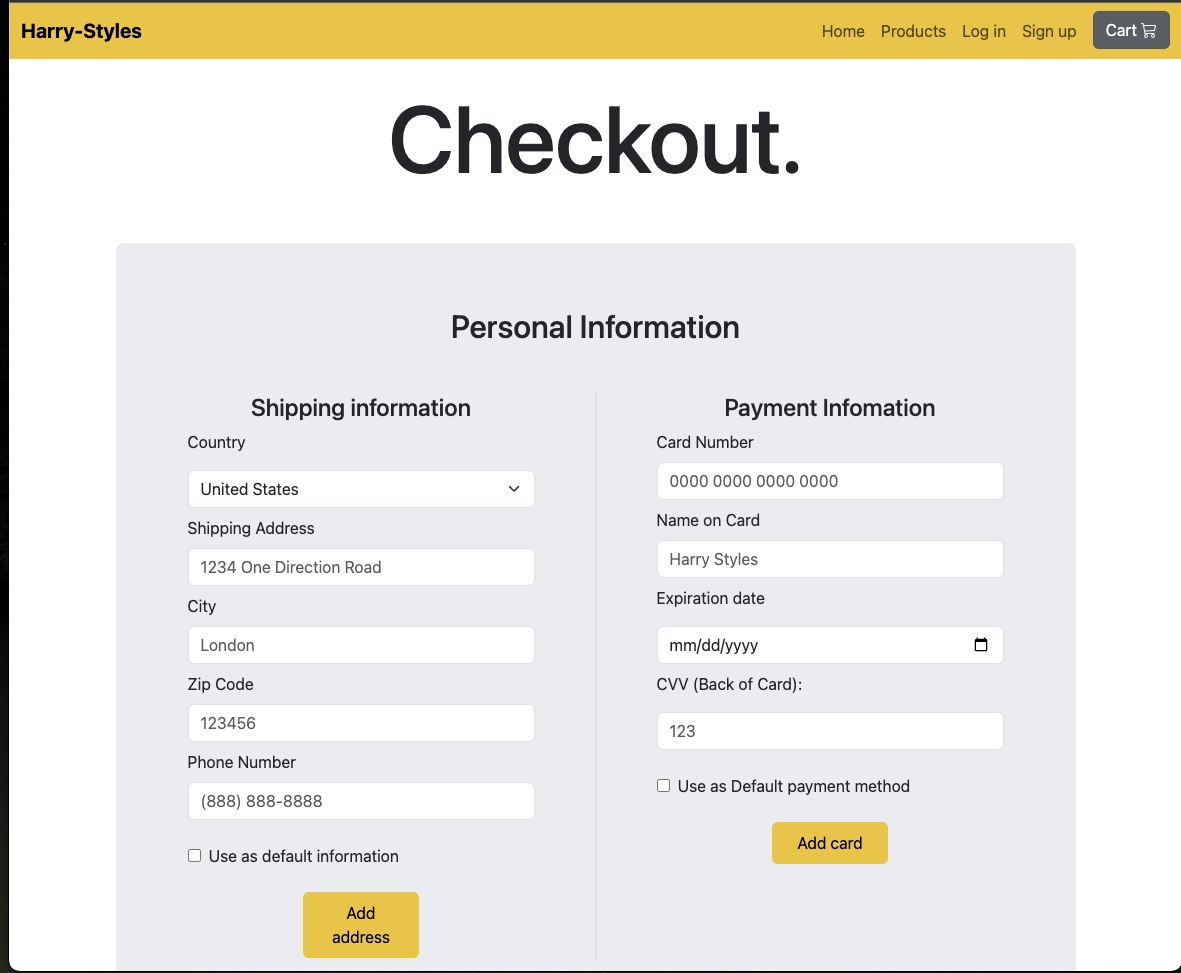 Harry-Styles
Home Products Log in Sign up Cart
Checkout.
Personal Information
Shipping information
Country
United States
Shipping Address
1234 One Direction Road
City
London
Zip Code
123456
Phone Number
(888) 888-8888
Use as default information
Add
address
Payment Infomation
Card Number
0000 0000 0000 0000
Name on Card
Harry Styles
Expiration date
mm/dd/yyyy
CVV (Back of Card):
123
Use as Default payment method
Add card